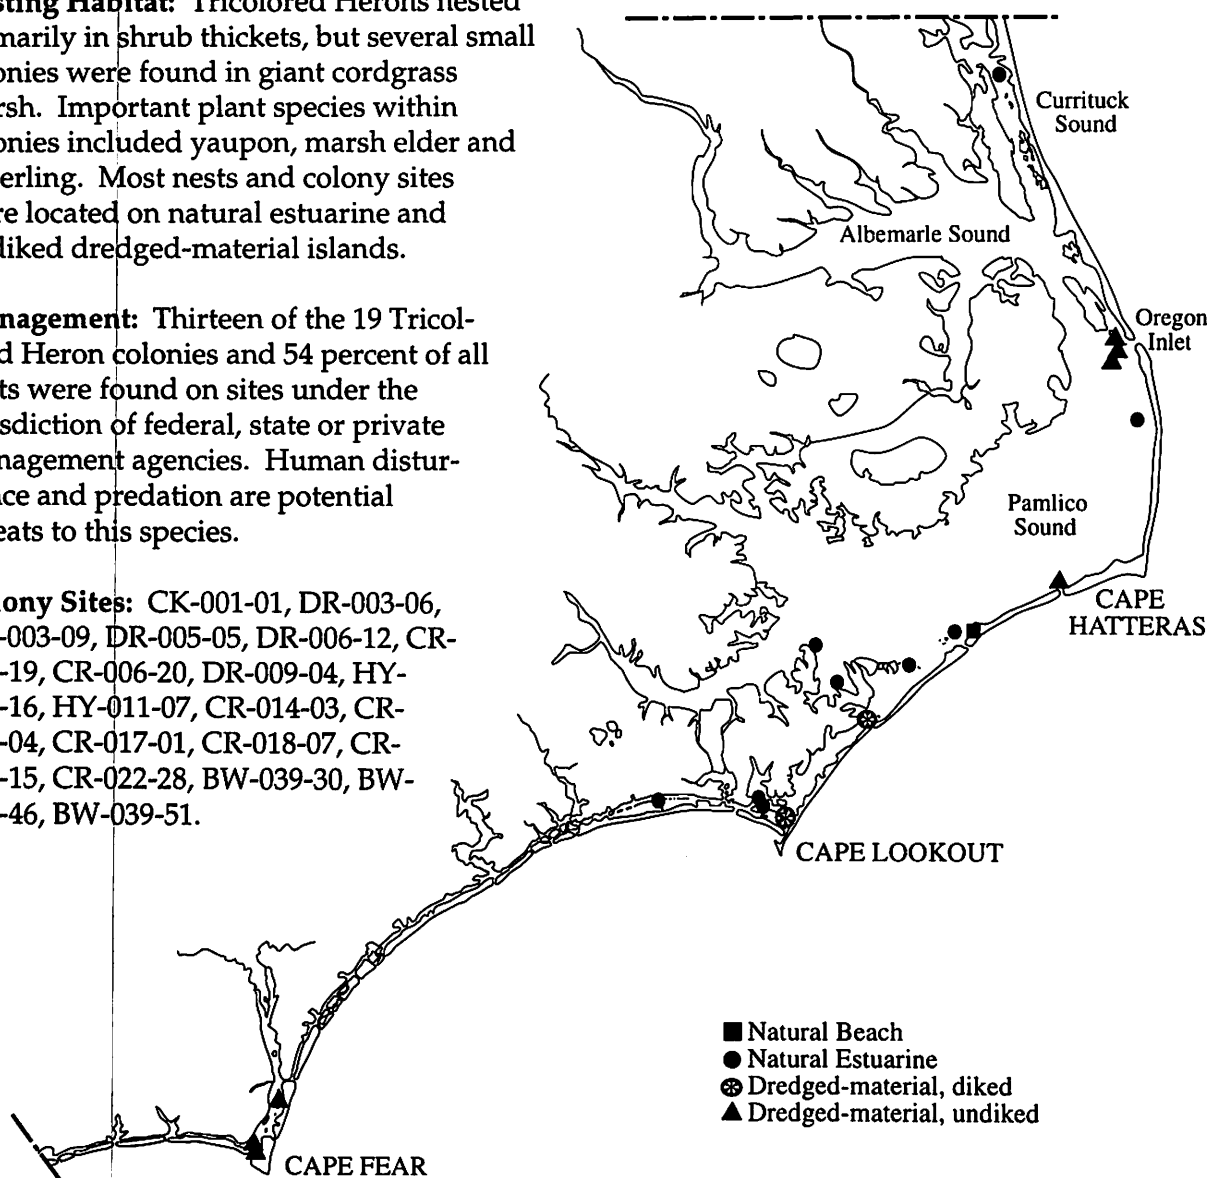 sting Habitat: Tricolored Herons nested
marily in shrub thickets, but several small
onies were found in giant cordgrass
rsh. Important plant species within
onies included yaupon, marsh elder and
erling. Most nests and colony sites
re located on natural estuarine and
diked dredged-material islands.
nagement: Thirteen of the 19 Tricol-
d Heron colonies and 54 percent of all
ts were found on sites under the
isdiction of federal, state or private
nagement agencies. Human distur-
ce and predation are potential
eats to this species.
ony Sites: CK-001-01, DR-003-06,
-003-09, DR-005-05, DR-006-12, CR-
-19, CR-006-20, DR-009-04, HY-
-16, HY-011-07, CR-014-03, CR-
-04, CR-017-01, CR-018-07, CR-
-15, CR-022-28, BW-039-30, BW-
-46, BW-039-51.
Currituck
Sound
Albemarle Sound
Oregon
Inlet
Pamlico
Sound
CAPE
HATTERAS
CAPE LOOKOUT
Natural Beach
Natural Estuarine
Dredged-material, diked
Dredged-material, undiked
CAPE FEAR